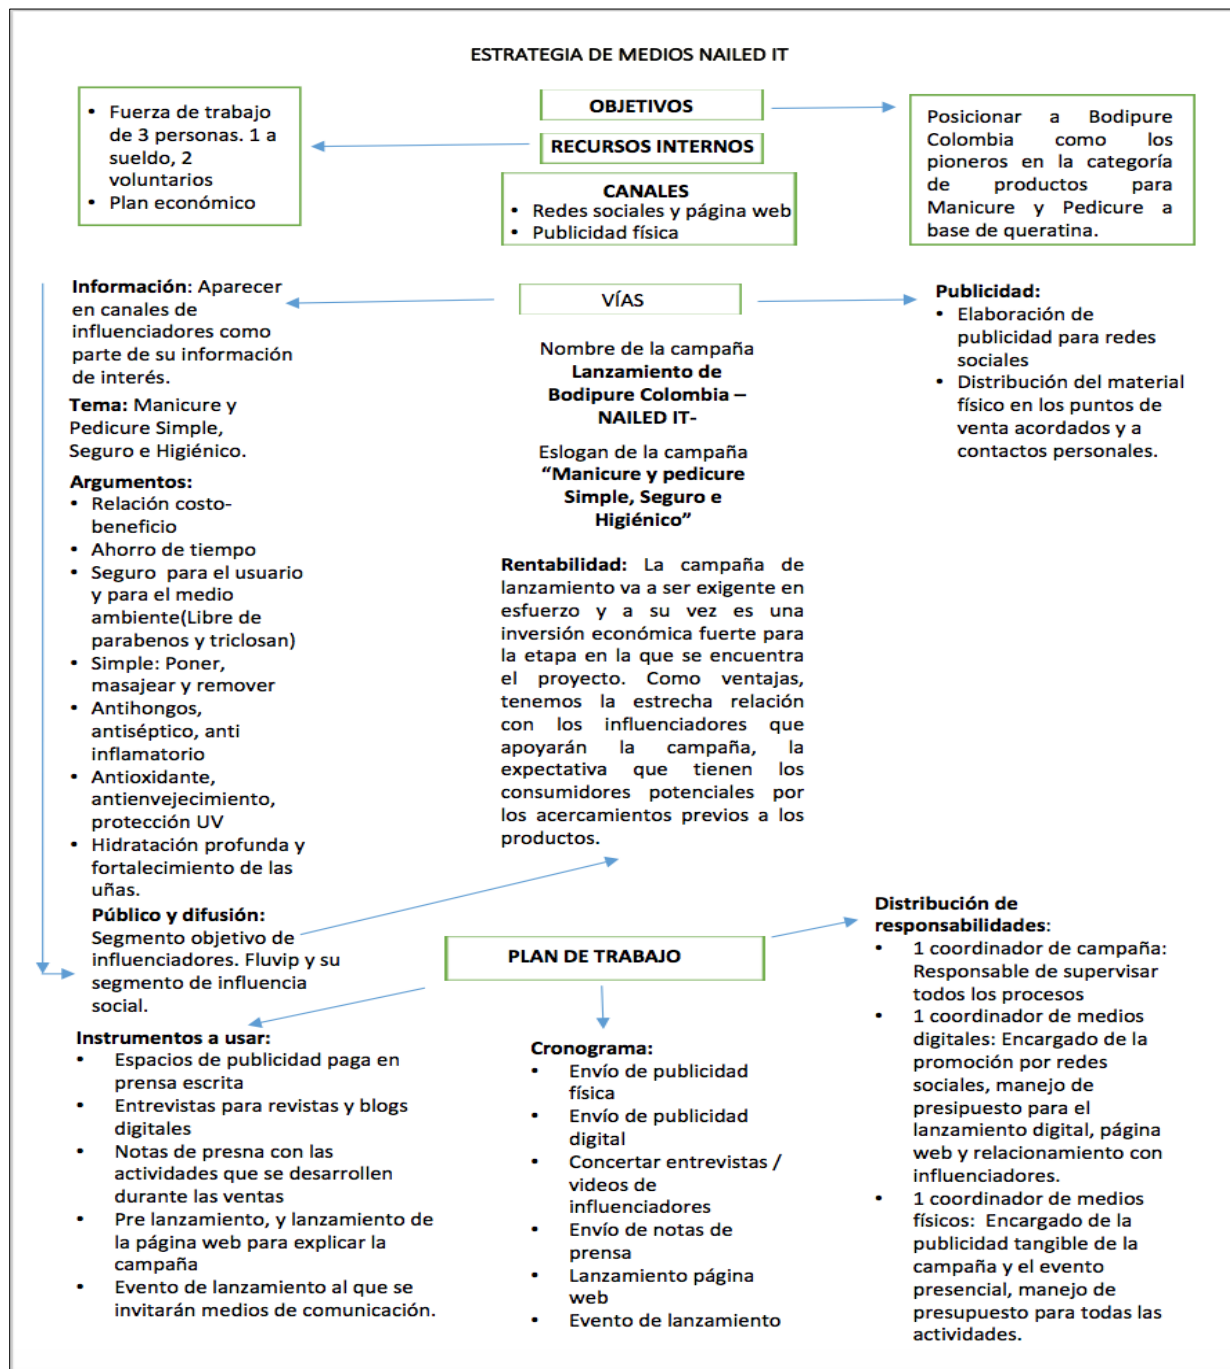 ESTRATEGIA DE MEDIOS NAILED IT
• Fuerza de trabajo
de 3 personas. 1 a
sueldo, 2
voluntarios
• Plan económico
OBJETIVOS
RECURSOS INTERNOS
CANALES
• Redes sociales y página web
• Publicidad física
Posicionar a Bodipure
Colombia como los
pioneros en la categoría
de productos para
Manicure y Pedicure a
base de queratina.
Información: Aparecer
en canales de
influenciadores como
parte de su información
de interés.
Tema: Manicure y
Pedicure Simple,
Seguro e Higiénico.
Argumentos:
• Relación costo-
beneficio
• Ahorro de tiempo
• Seguro para el usuario
y para el medio
ambiente(Libre de
parabenos y triclosan)
• Simple: Poner,
masajear y remover
• Antihongos,
antiséptico, anti
inflamatorio
• Antioxidante,
antienvejecimiento,
protección UV
• Hidratación profunda y
fortalecimiento de las
uñas.
Público y difusión:
Segmento objetivo de
influenciadores. Fluvip y su
segmento de influencia
social.
VÍAS
Nombre de la campaña
Lanzamiento de
Bodipure Colombia –
NAILED IT-
Eslogan de la campaña
“Manicure y pedicure
Simple, Seguro e
Higiénico”
Rentabilidad: La campaña de
lanzamiento va a ser exigente en
esfuerzo y a su vez es una
inversión económica fuerte para
la etapa en la que se encuentra
el proyecto. Como ventajas,
tenemos la estrecha relación
con los influenciadores que
apoyarán la campaña, la
expectativa que tienen los
consumidores potenciales por
los acercamientos previos a los
productos.
Publicidad:
• Elaboración de
publicidad para redes
sociales
• Distribución del material
físico en los puntos de
venta acordados y a
contactos personales.
PLAN DE TRABAJO
Instrumentos a usar:
• Espacios de publicidad paga en
prensa escrita
• Entrevistas para revistas y blogs
digitales
• Notas de presna con las
actividades que se desarrollen
durante las ventas
• Pre lanzamiento, y lanzamiento de
la página web para explicar la
campaña
• Evento de lanzamiento al que se
invitarán medios de comunicación.
Cronograma:
• Envío de publicidad
física
• Envío de publicidad
digital
• Concertar entrevistas /
videos de
influenciadores
• Envío de notas de
prensa
• Lanzamiento página
web
• Evento de lanzamiento
Distribución de
responsabilidades:
• 1 coordinador de campaña:
Responsable de supervisar
todos los procesos
• 1 coordinador de medios
digitales: Encargado de la
promoción por redes
sociales, manejo de
presipuesto para el
lanzamiento digital, página
web y relacionamiento con
influenciadores.
• 1 coordinador de medios
físicos: Encargado de la
publicidad tangible de la
campaña y el evento
presencial, manejo de
presupuesto para todas las
actividades.